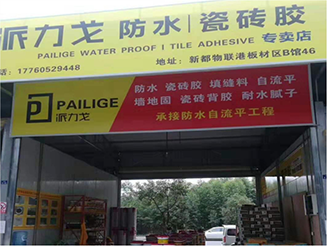 派力戈 防水|瓷砖胶
PAILIGE WATER PROOF I TILE ADHESIVE 专卖店
电话：17760529448 地址：新都物联港板材区B馆46
防水 瓷砖胶 填缝料 自流平
PAILIGE 墙地固 瓷砖背胶 耐水腻子
派力戈 承接防水自流平工程